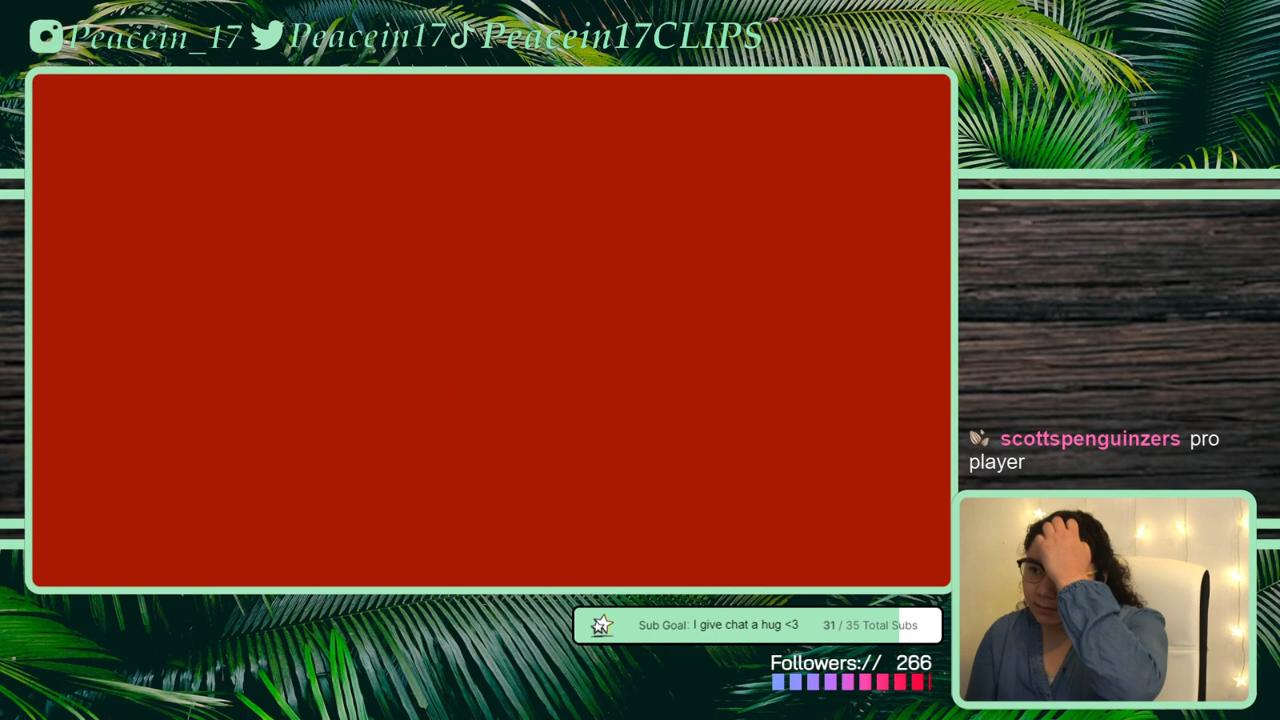 Peacein_17 Peacein17 Peacein17CLIPS
scottspenguinzers pro
player
Sub Goal: I give chat a hug <3 31 / 35 Total Subs
Followers:// 266